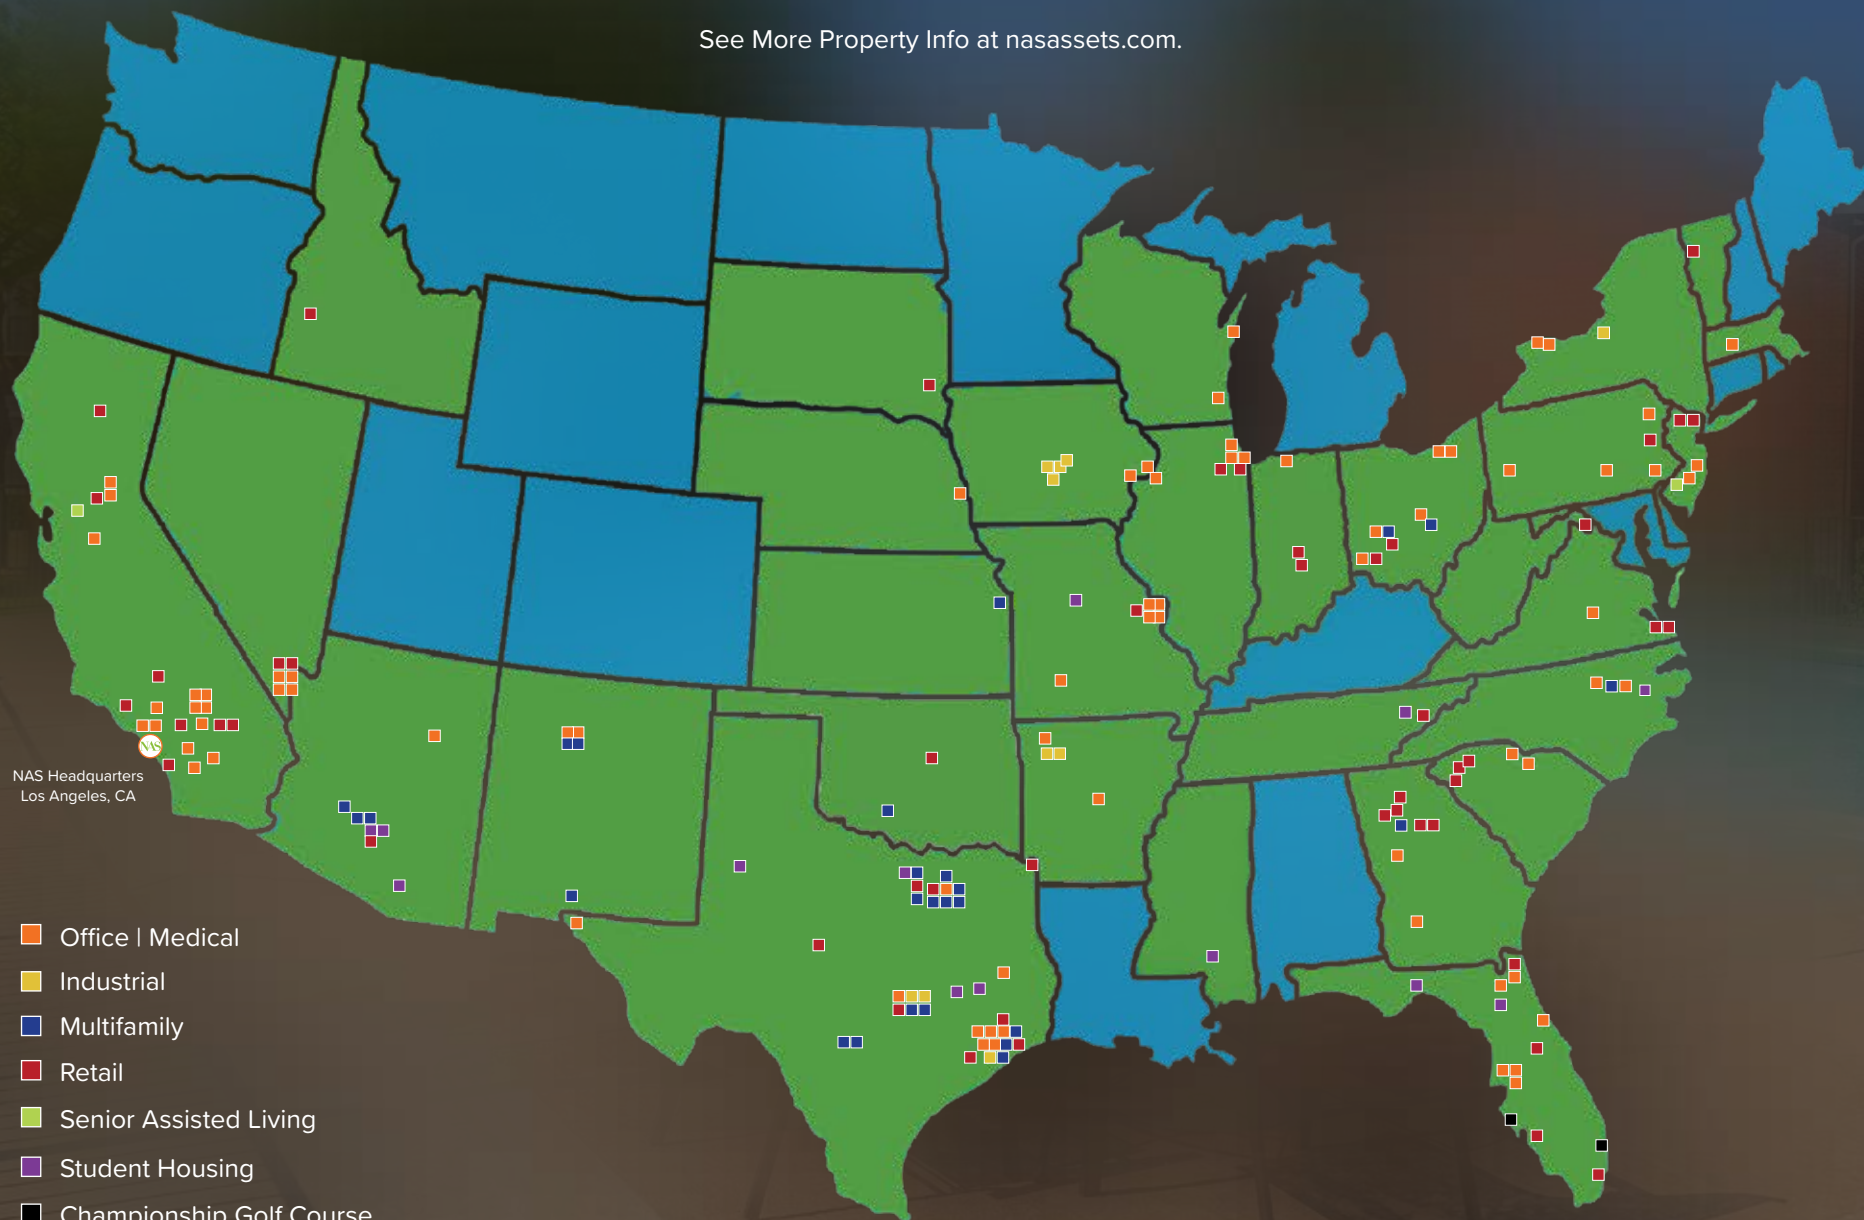 See More Property Info at nasassets.com.
NAS
NAS Headquarters
Los Angeles, CA
Office | Medical
Industrial
Multifamily
Retail
Senior Assisted Living
Student Housing
Championship Golf Course